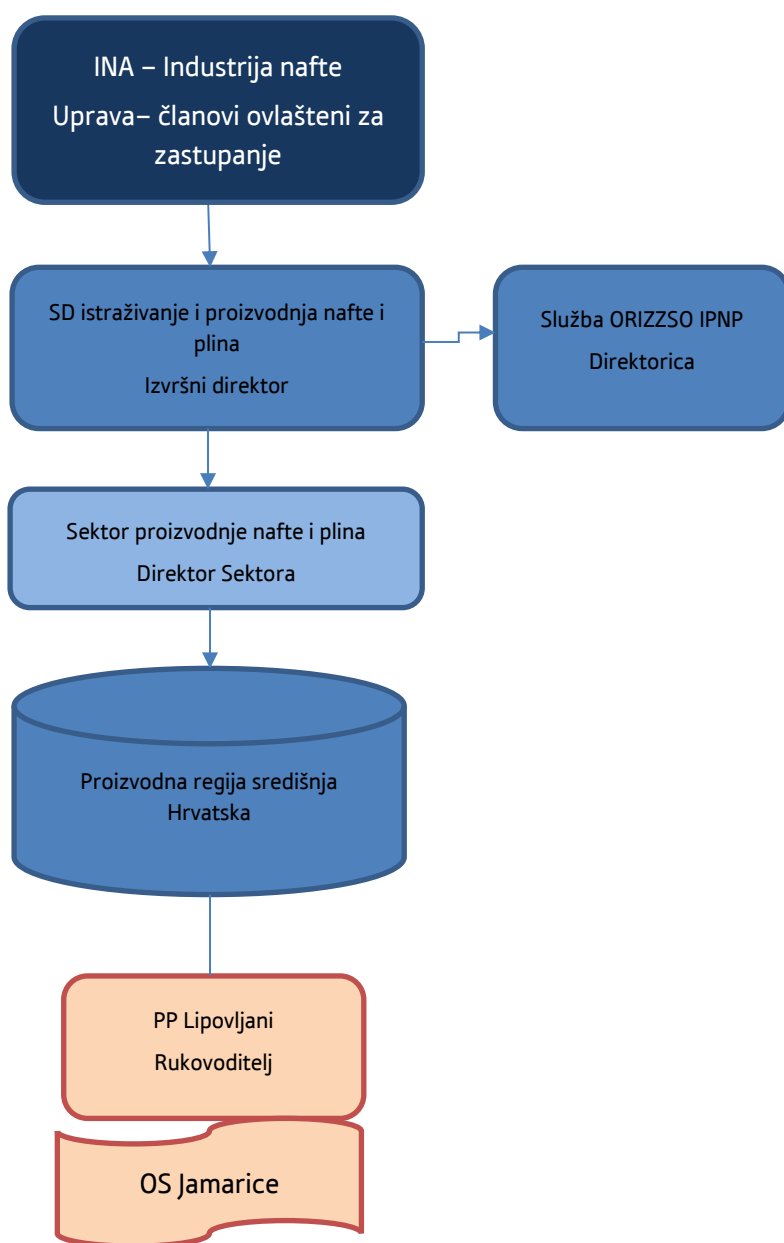 INA – Industrija nafte
Uprava– članovi ovlašteni za
zastupanje
SD istraživanje i proizvodnja nafte i
plina
Izvršni direktor
Služba ORIZZSO IPNP
Direktorica
Sektor proizvodnje nafte i plina
Direktor Sektora
Proizvodna regija središnja
Hrvatska
PP Lipovljani
Rukovoditelj
OS Jamarice